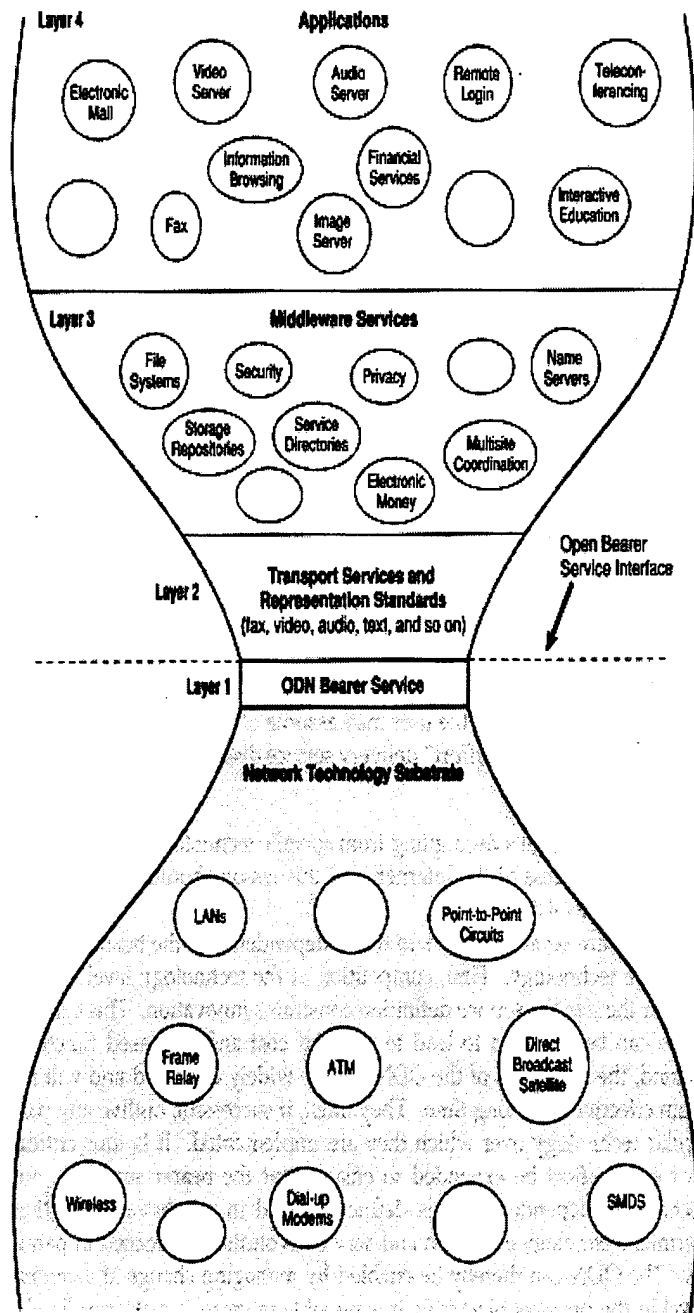 Layer 4
Applications
Electronic
Mail
Video
Server
Audio
Server
Remote
Login
Telecon-
ferencing
Information
Browsing
Financial
Services
Fax
Image
Server
Interactive
Education
Layer 3
Middleware Services
File
Systems
Security
Privacy
Name
Servers
Storage
Repositories
Service
Directories
Multisite
Coordination
Electronic
Money
Open Bearer
Service Interface
Layer 2
Transport Services and
Representation Standards
(fax, video, audio, text, and so on)
Layer 1
ODN Bearer Service
Network Technology Substrate
LANs
Point-to-Point
Circuits
Frame
Relay
ATM
Direct
Broadcast
Satellite
Wireless
Dial-up
Modems
SMDS